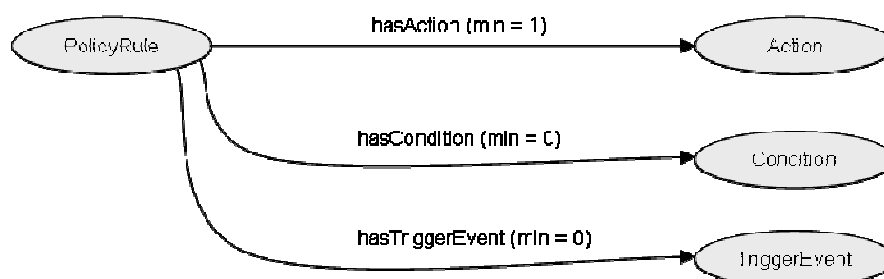 hasAction (min = 1)
PolicyRule
Action
hasCondition (min = 0)
Condition
hasTriggerEvent (min = 0)
TriggerEvent